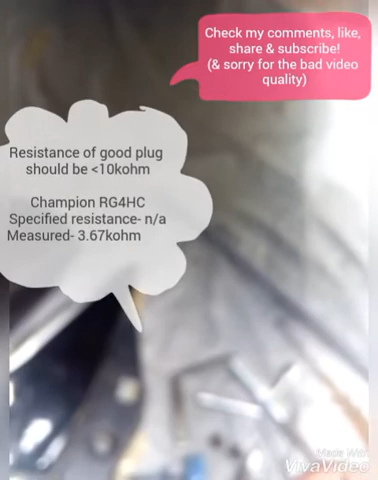 Check my comments, like,
share & subscribe!
(& sorry for the bad video
quality)
Resistance of good plug
should be <10kohm
Champion RG4HC
Specified resistance- n/a
Measured- 3.67kohm
Made With
VivaVideo